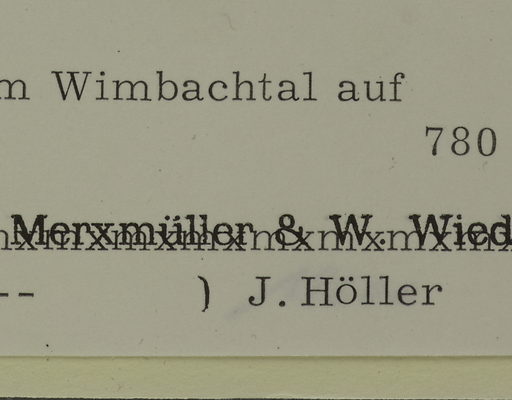 m Wimbachtal auf
780
Merxmüller & W. Wied
-- ) J. Höller